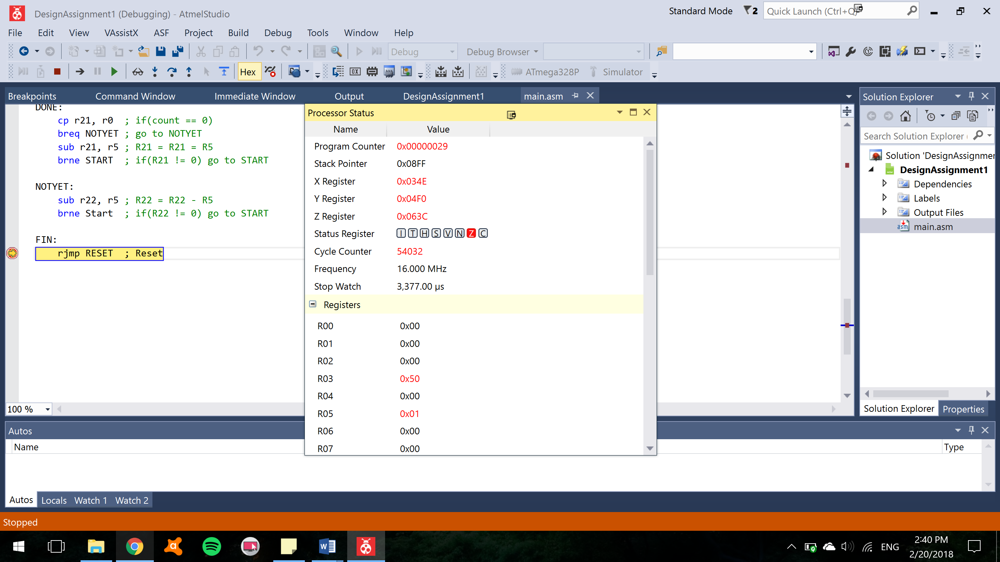 DesignAssignment1 (Debugging) - AtmelStudio
Standard Mode
2
Quick Launch (Ctrl+Q)
File Edit View VAssistX ASF Project Build Debug Tools Window Help
Debug
Debug Browser
Hex
ATmega328P
Simulator
Breakpoints
Command Window
Immediate Window
Output
DesignAssignment1
main.asm
DONE:
cp r21, r0 ; if(count == 0)
breq NOTYET ; go to NOTYET
sub r21, r5 ; R21 = R21 = R5
brne START ; if(R21 != 0) go to START
NOTYET:
sub r22, r5 ; R22 = R22 - R5
brne Start ; if(R22 != 0) go to START
FIN:
rjmp RESET ; Reset
100 %
Processor Status
Name Value
Program Counter 0x00000029
Stack Pointer 0x08FF
X Register 0x034E
Y Register 0x04F0
Z Register 0x063C
Status Register I T H S V N Z C
Cycle Counter 54032
Frequency 16.000 MHz
Stop Watch 3,377.00 µs
Registers
R00 0x00
R01 0x00
R02 0x00
R03 0x50
R04 0x00
R05 0x01
R06 0x00
R07 0x00
Solution Explorer
Search Solution Explorer (
Solution 'DesignAssignmen
DesignAssignment1
Dependencies
Labels
Output Files
main.asm
Solution Explorer Properties
Autos
Name Type
Autos Locals Watch 1 Watch 2
Stopped
ENG
2:40 PM
2/20/2018